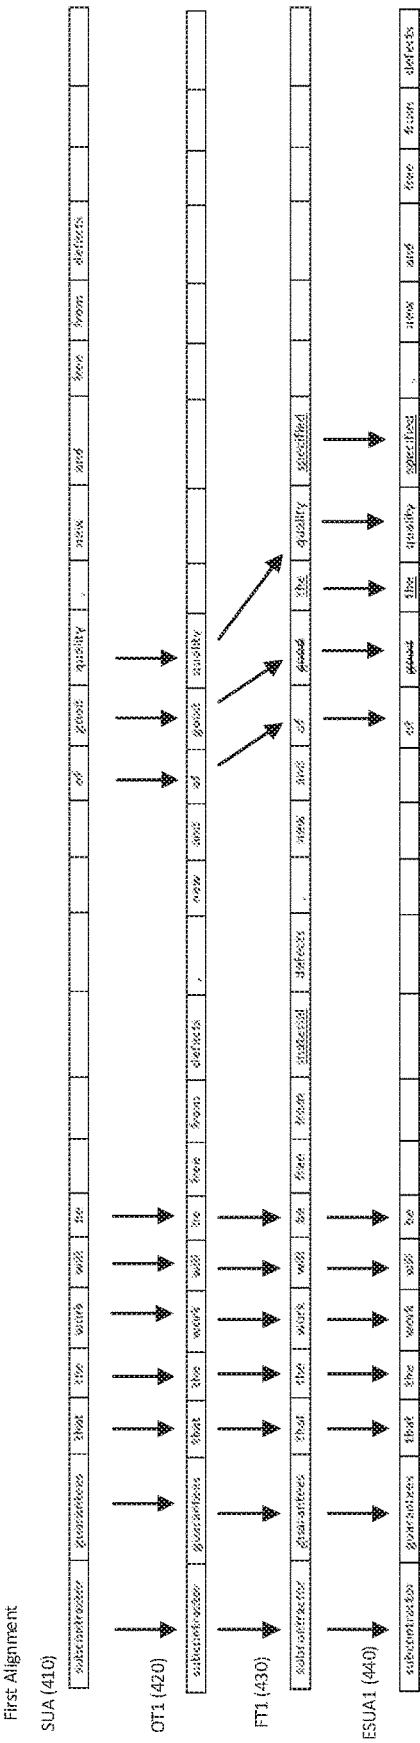 First Alignment
SUA (410)
subcontractor guarantees that the work will be of good quality , new and free from defects
OT1 (420)
subcontractor guarantees that the work will be free from defects , new and of good quality
FT1 (430)
subcontractor guarantees that the work will be free from material defects , new and of good the quality specified
ESUA1 (440)
subcontractor guarantees that the work will be of good the quality specified , new and free from defects